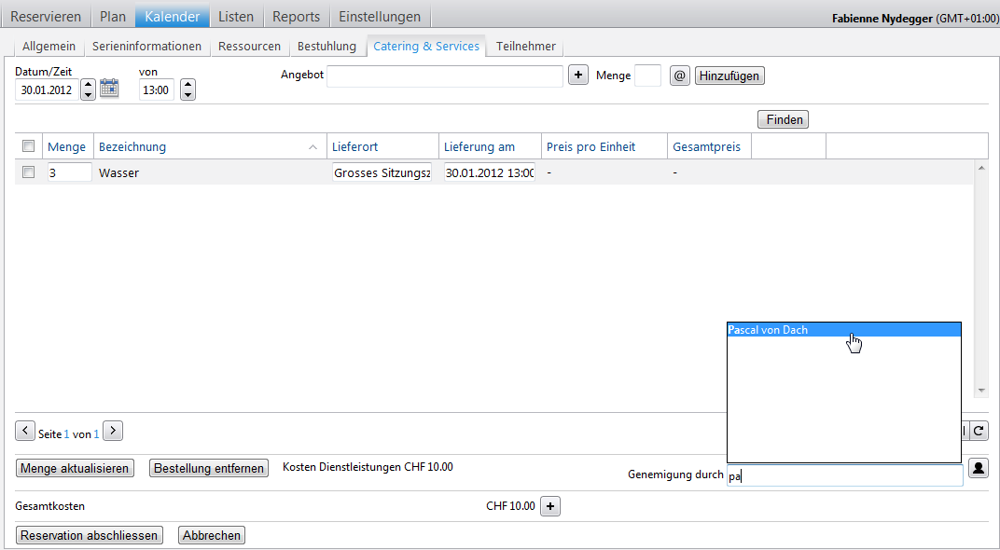 Reservieren Plan Kalender Listen Reports Einstellungen Fabienne Nydegger (GMT+01:00)
Allgemein Serieninformationen Ressourcen Bestuhlung Catering & Services Teilnehmer
Datum/Zeit von
30.01.2012 13:00 Angebot + Menge @ Hinzufügen
Finden
Menge Bezeichnung Lieferort Lieferung am Preis pro Einheit Gesamtpreis
3 Wasser Grosses Sitzungsz 30.01.2012 13:00 - -
Pascal von Dach
< Seite 1 von 1 >
Menge aktualisieren Bestellung entfernen Kosten Dienstleistungen CHF 10.00
Genemigung durch pa
Gesamtkosten CHF 10.00 +
Reservation abschliessen Abbrechen